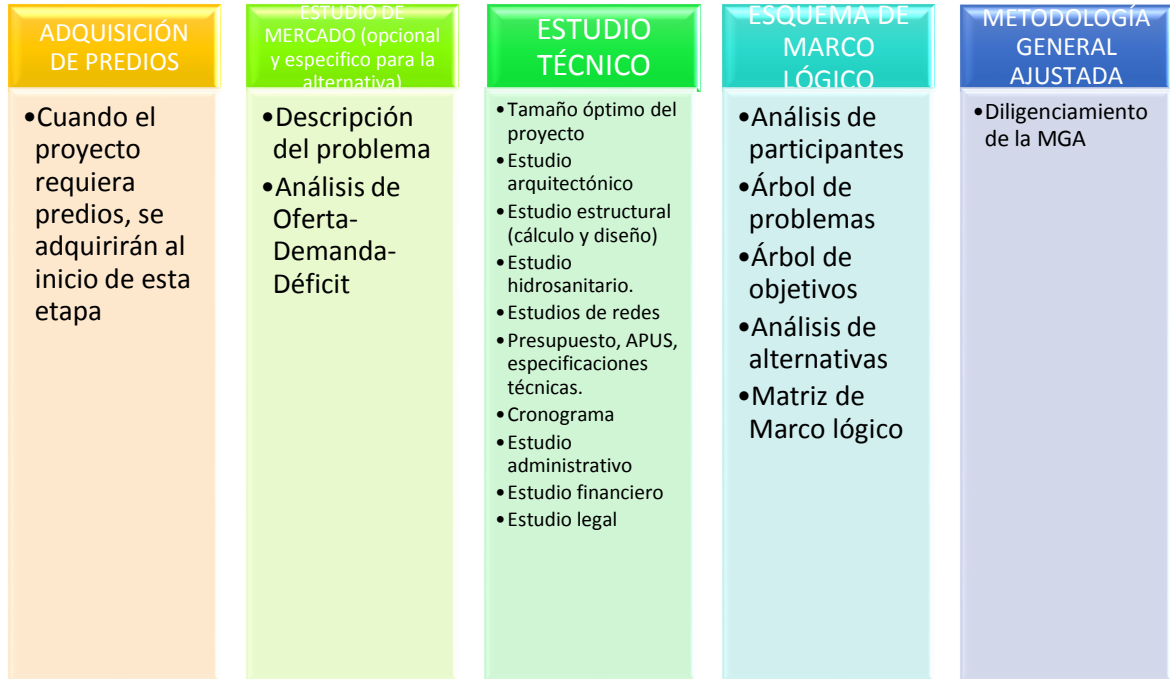 ADQUISICIÓN
DE PREDIOS
•Cuando el
proyecto
requiera
predios, se
adquirirán al
inicio de esta
etapa
ESTUDIO DE
MERCADO (opcional
y especifico para la
alternativa)
•Descripción
del problema
•Análisis de
Oferta-
Demanda-
Déficit
ESTUDIO
TÉCNICO
•Tamaño óptimo del
proyecto
•Estudio
arquitectónico
•Estudio estructural
(cálculo y diseño)
•Estudio
hidrosanitario.
•Estudios de redes
•Presupuesto, APUS,
especificaciones
técnicas.
•Cronograma
•Estudio
administrativo
•Estudio financiero
•Estudio legal
ESQUEMA DE
MARCO
LÓGICO
•Análisis de
participantes
•Árbol de
problemas
•Árbol de
objetivos
•Análisis de
alternativas
•Matriz de
Marco lógico
METODOLOGÍA
GENERAL
AJUSTADA
•Diligenciamiento
de la MGA